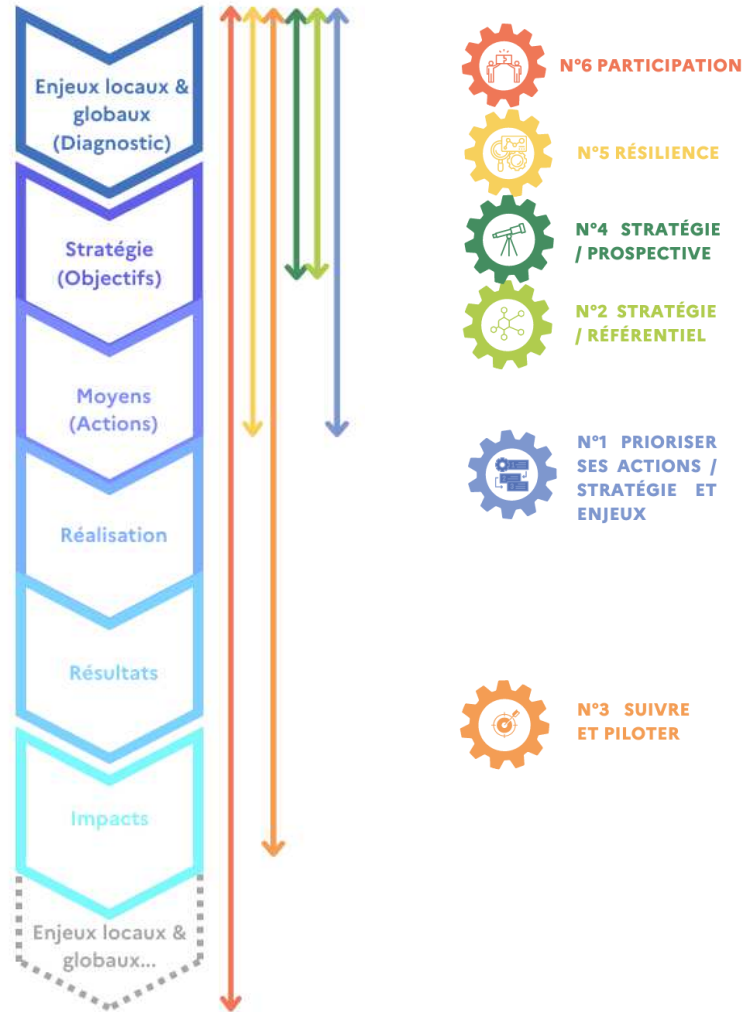 Enjeux locaux &
globaux
(Diagnostic)
Stratégie
(Objectifs)
Moyens
(Actions)
Réalisation
Résultats
Impacts
Enjeux locaux &
globaux...
N°6 PARTICIPATION
N°5 RÉSILIENCE
N°4 STRATÉGIE
/ PROSPECTIVE
N°2 STRATÉGIE
/ RÉFÉRENTIEL
N°1 PRIORISER
SES ACTIONS /
STRATÉGIE ET
ENJEUX
N°3 SUIVRE
ET PILOTER